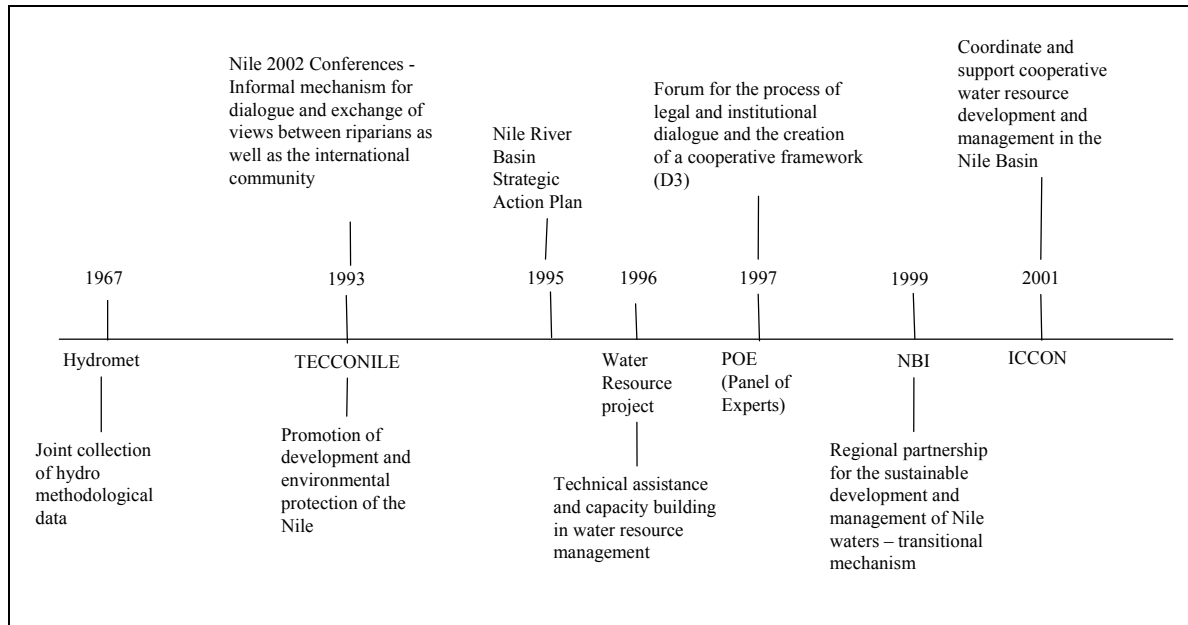 Nile 2002 Conferences -
Informal mechanism for
dialogue and exchange of
views between riparians as
well as the international
community
Nile River
Basin
Strategic
Action Plan
Forum for the process of
legal and institutional
dialogue and the creation
of a cooperative framework
(D3)
Coordinate and
support cooperative
water resource
development and
management in the
Nile Basin
1967
1993
1995
1996
1997
1999
2001
Hydromet
TECCONILE
Water
Resource
project
POE
(Panel of
Experts)
NBI
ICCON
Joint collection
of hydro
methodological
data
Promotion of
development and
environmental
protection of the
Nile
Technical assistance
and capacity building
in water resource
management
Regional partnership
for the sustainable
development and
management of Nile
waters – transitional
mechanism